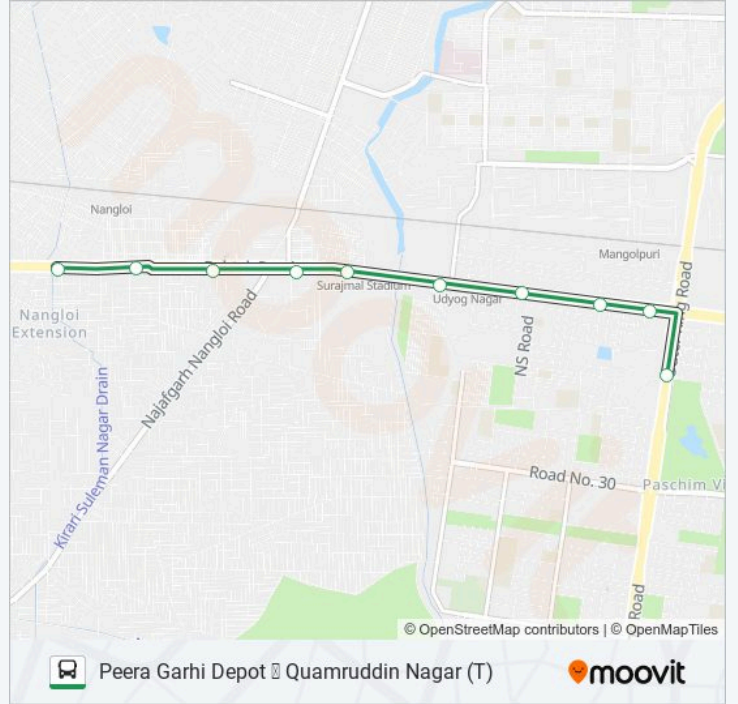 Nangloi
Mangolpuri
Surajmal Stadium
Udyog Nagar
Nangloi
Extension
g Road
NS Road
Najafgarh Nangloi Road
Kirari Suleman Nagar Drain
Road No. 30
Paschim Vi
Road
© OpenStreetMap contributors | © OpenMapTiles
Peera Garhi Depot Quamruddin Nagar (T)
moovit